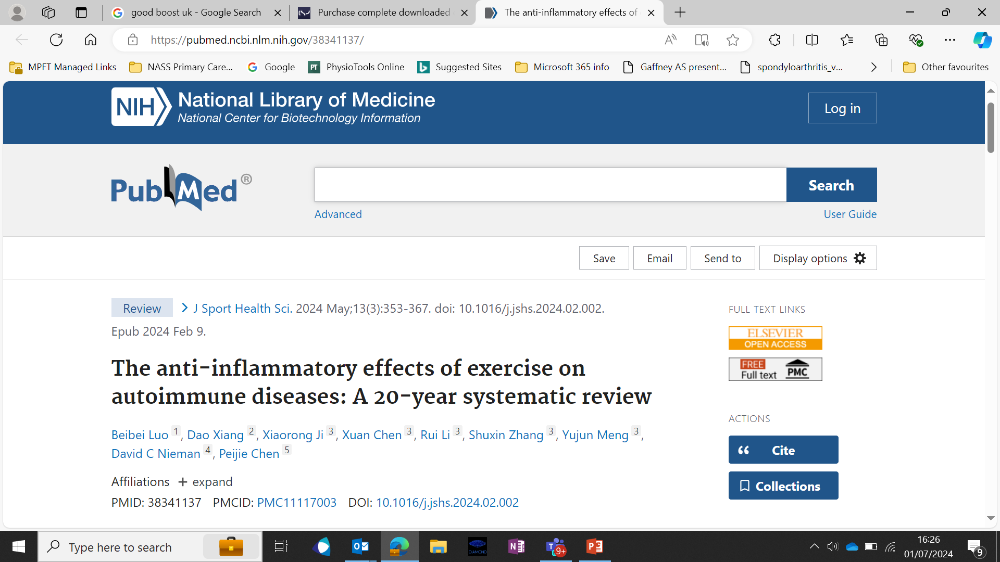 good boost uk - Google Search
Purchase complete downloaded
The anti-inflammatory effects of
https://pubmed.ncbi.nlm.nih.gov/38341137/
MPFT Managed Links
NASS Primary Care...
Google
PT
PhysioTools Online
Suggested Sites
Microsoft 365 info
Gaffney AS present...
spondyloarthritis_v...
Other favourites
NIH
National Library of Medicine
National Center for Biotechnology Information
Log in
PubMed®
Search
Advanced
User Guide
Save
Email
Send to
Display options
Review
J Sport Health Sci. 2024 May;13(3):353-367. doi: 10.1016/j.jshs.2024.02.002.
Epub 2024 Feb 9.
FULL TEXT LINKS
ELSEVIER
OPEN ACCESS
FREE
Full text
PMC
The anti-inflammatory effects of exercise on
autoimmune diseases: A 20-year systematic review
Beibei Luo 1, Dao Xiang 2, Xiaorong Ji 3, Xuan Chen 3, Rui Li 3, Shuxin Zhang 3, Yujun Meng 3,
David C Nieman 4, Peijie Chen 5
ACTIONS
Cite
Collections
Affiliations + expand
PMID: 38341137 PMCID: PMC11117003 DOI: 10.1016/j.jshs.2024.02.002
Type here to search
DIAMOND
9+
16:26
01/07/2024
9